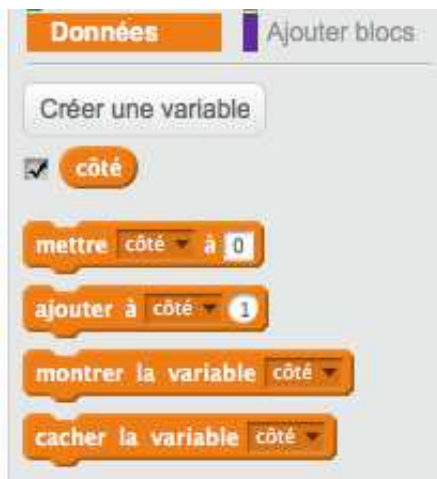 Données Ajouter blocs
Créer une variable
côté
mettre côté à 0
ajouter à côté 1
montrer la variable côté
cacher la variable côté